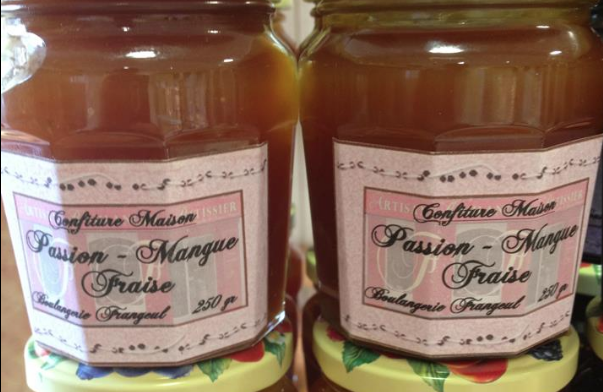 Confiture Maison
Passion - Mangue
Fraise
Boulangerie Frangeul 250 gr
Confiture Maison
Passion - Mangue
Fraise
Boulangerie Frangeul 250 gr